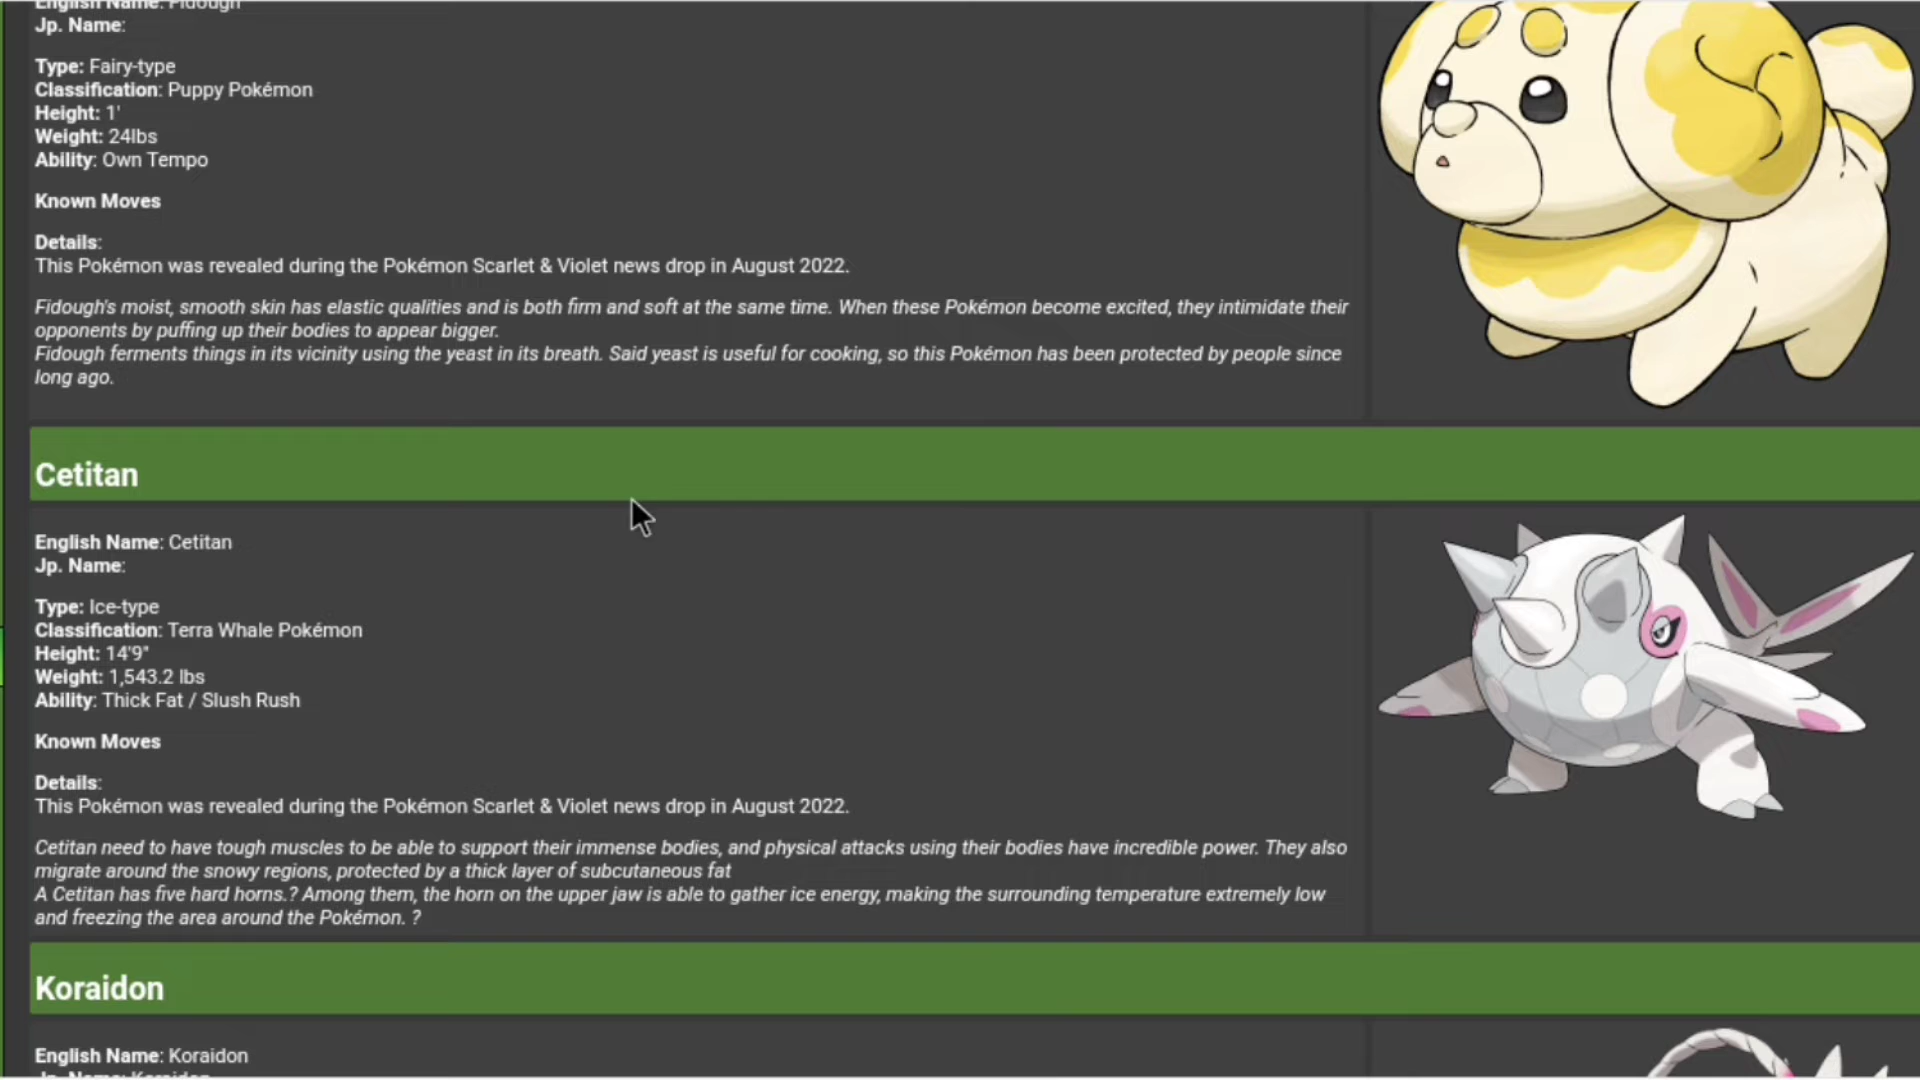 English Name: Fidough
Jp. Name:
Type: Fairy-type
Classification: Puppy Pokémon
Height: 1'
Weight: 24lbs
Ability: Own Tempo
Known Moves
Details:
This Pokémon was revealed during the Pokémon Scarlet & Violet news drop in August 2022.
Fidough's moist, smooth skin has elastic qualities and is both firm and soft at the same time. When these Pokémon become excited, they intimidate their
opponents by puffing up their bodies to appear bigger.
Fidough ferments things in its vicinity using the yeast in its breath. Said yeast is useful for cooking, so this Pokémon has been protected by people since
long ago.
Cetitan
English Name: Cetitan
Jp. Name:
Type: Ice-type
Classification: Terra Whale Pokémon
Height: 14'9"
Weight: 1,543.2 lbs
Ability: Thick Fat / Slush Rush
Known Moves
Details:
This Pokémon was revealed during the Pokémon Scarlet & Violet news drop in August 2022.
Cetitan need to have tough muscles to be able to support their immense bodies, and physical attacks using their bodies have incredible power. They also
migrate around the snowy regions, protected by a thick layer of subcutaneous fat
A Cetitan has five hard horns.? Among them, the horn on the upper jaw is able to gather ice energy, making the surrounding temperature extremely low
and freezing the area around the Pokémon. ?
Koraidon
English Name: Koraidon
Jp. Name: Koraidon